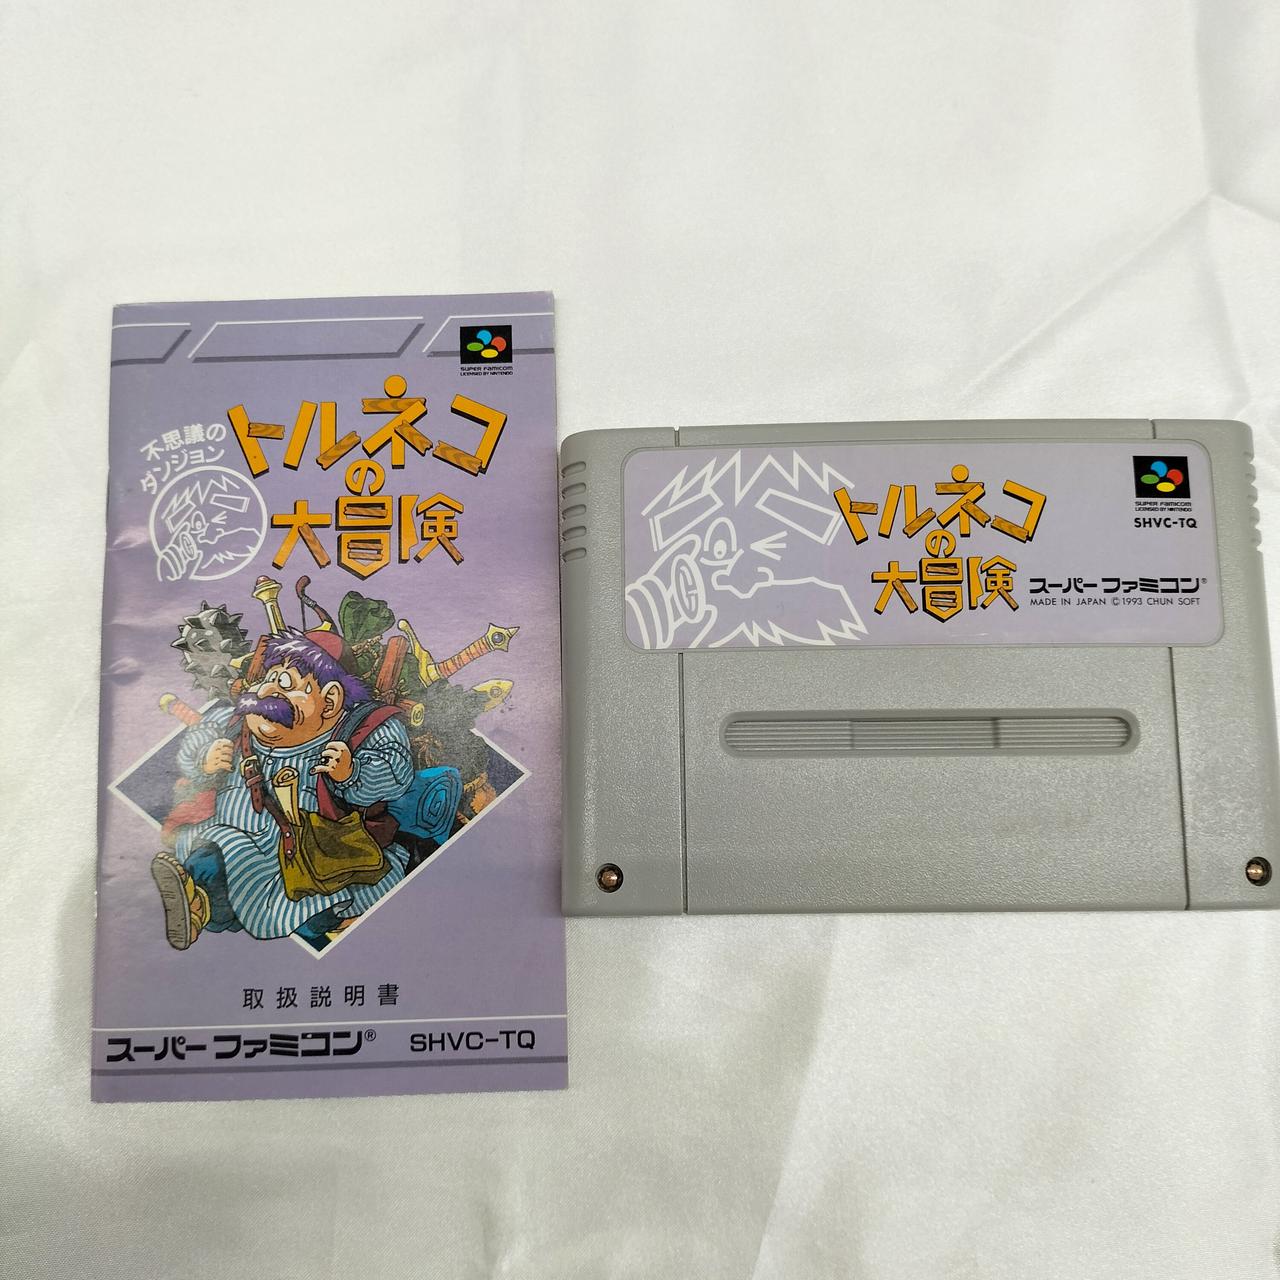 SUPER FAMICOM
LICENSED BY NINTENDO
不思議の
ダンジョン
トルネコ
の
大冒険
取扱説明書
スーパーファミコン® SHVC-TQ
トルネコ
の
大冒険
SUPER FAMICOM
LICENSED BY NINTENDO
SHVC-TQ
スーパーファミコン®
MADE IN JAPAN ©1993 CHUN SOFT